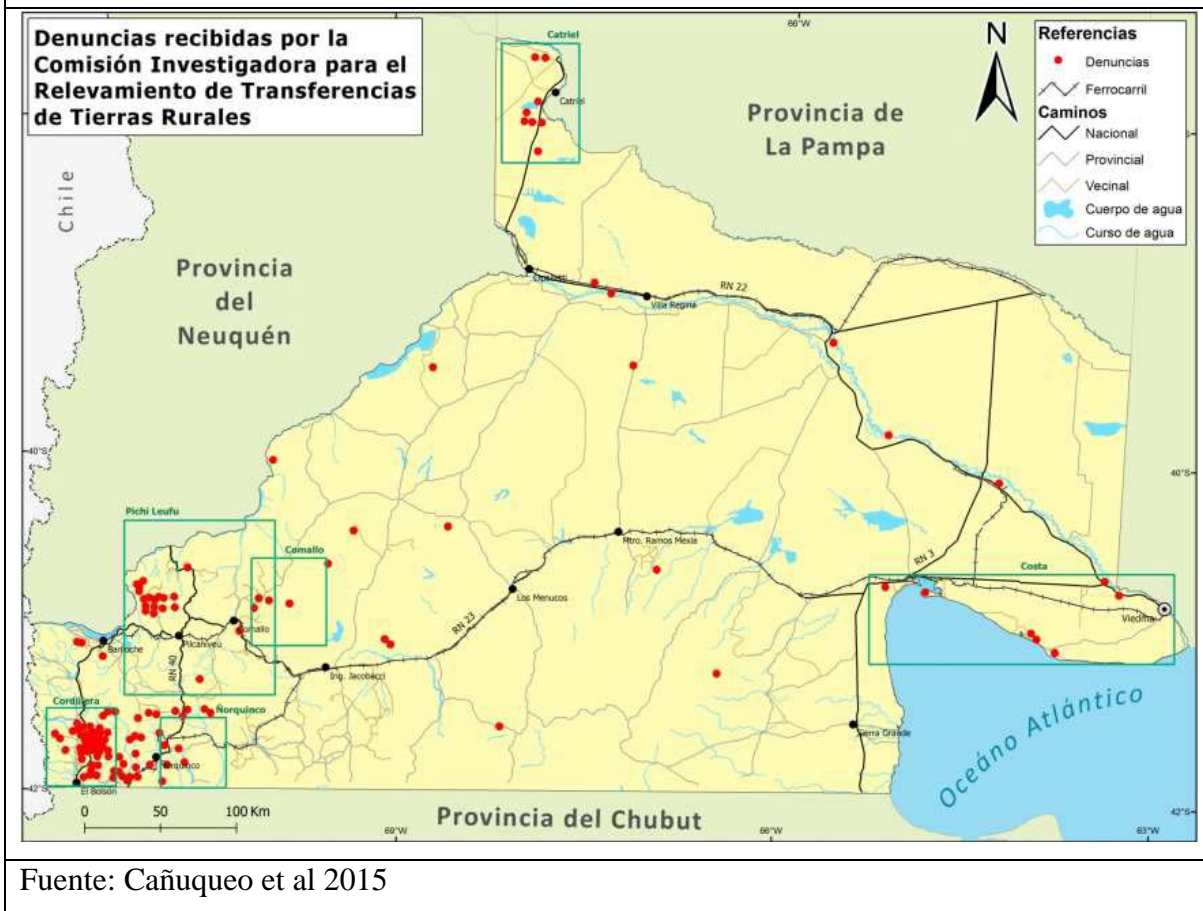 Denuncias recibidas por la
Comisión Investigadora para el
Relevamiento de Transferencias
de Tierras Rurales
66°W
N
Referencias
Denuncias
Ferrocarril
Caminos
Nacional
Provincial
Vecinal
Cuerpo de agua
Curso de agua
Catriel
Catriel
Provincia de
La Pampa
Chile
Provincia
del
Neuquén
Villa Regina
RN 22
40°S
40°S
Pichi Leufu
Comallo
Mtro. Ramos Mexia
RN 3
Costa
Los Menucos
Viedma
RN 23
Comallo
Bariloche
Pilcaniyeu
RN 40
Ing. Jacobacci
Cordillera
Ñorquinco
Sierra Grande
Océano Atlántico
El Bolsón
42°S
42°S
0 50 100 Km
69°W
66°W
63°W
Provincia del Chubut
Fuente: Cañuqueo et al 2015